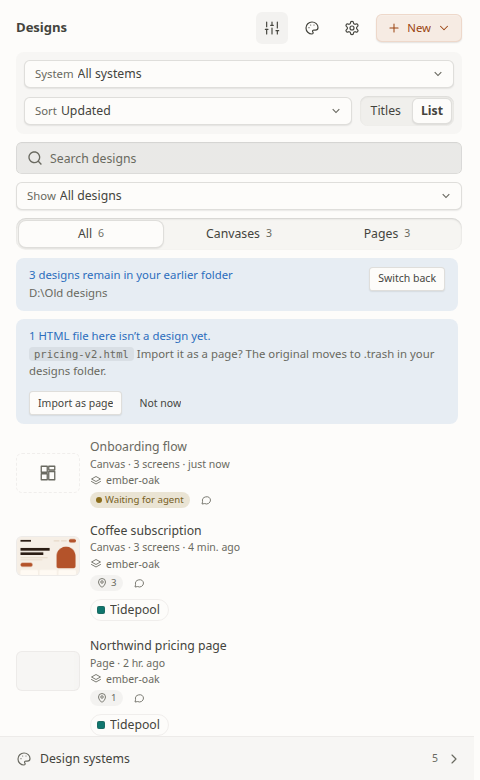 Designs
New
System All systems
Sort Updated
Titles
List
Search designs
Show All designs
All 6
Canvases 3
Pages 3
3 designs remain in your earlier folder
D:\Old designs
Switch back
1 HTML file here isn’t a design yet.
pricing-v2.html Import it as a page? The original moves to .trash in your
designs folder.
Import as page
Not now
Onboarding flow
Canvas · 3 screens · just now
ember-oak
Waiting for agent
Coffee subscription
Canvas · 3 screens · 4 min. ago
ember-oak
3
Tidepool
Northwind pricing page
Page · 2 hr. ago
ember-oak
1
Tidepool
Design systems
5